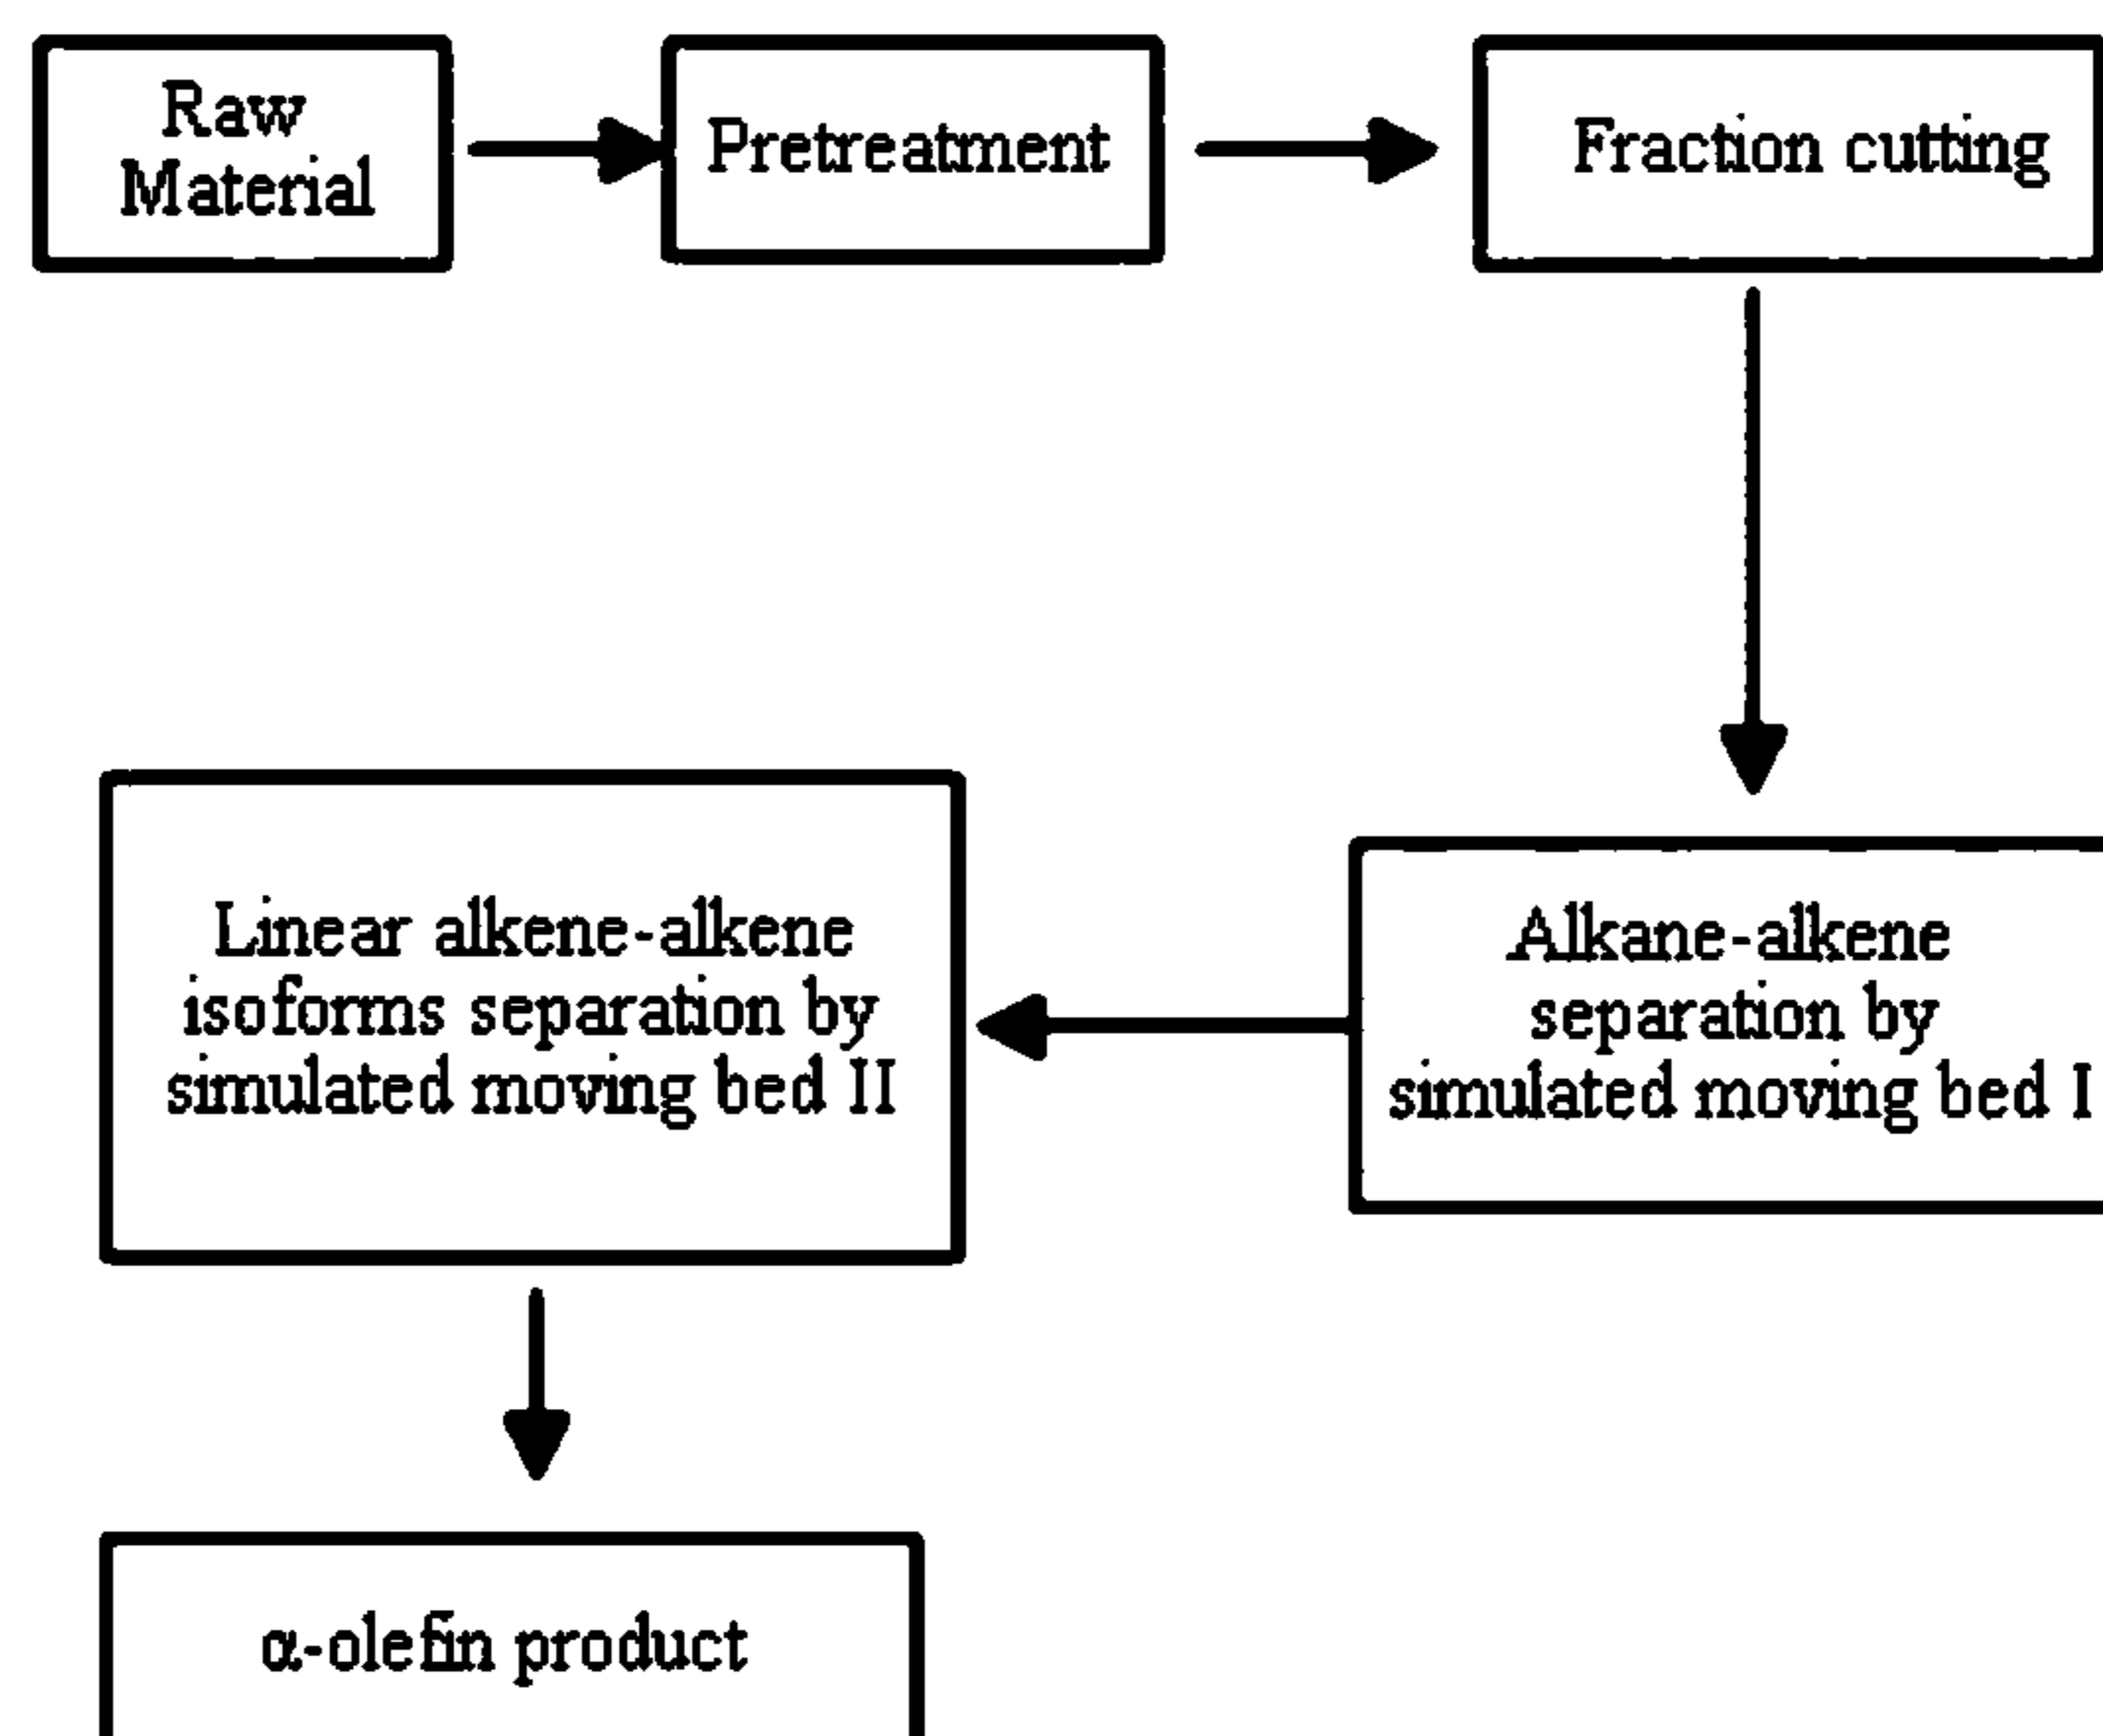 Raw
Material
Pretreatment
Fraction cutting
Alkane-alkene
separation by
simulated moving bed I
Linear alkene-alkene
isoforms separation by
simulated moving bed II
α-olefin product